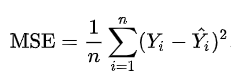 MSE = \frac{1}{n} \sum_{i=1}^{n} (Y_i - \hat{Y}_i)^2